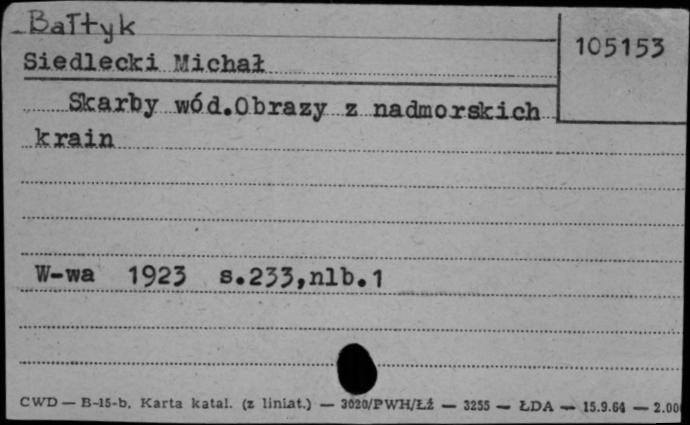 Bałtyk
105153
Siedlecki Michał
Skarby wód.Obrazy z nadmorskich
krain
W-wa 1923 s.233,nlb.1
CWD — B-15-b. Karta katal. (z liniat.) — 3020/PWH/ŁŻ — 3255 — ŁDA — 15.9.64 — 2.00